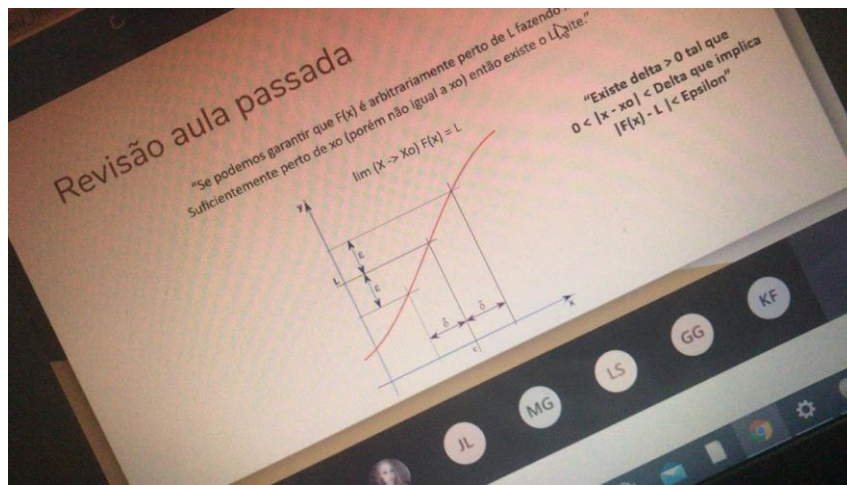 Revisão aula passada
"Se podemos garantir que F(x) é arbitrariamente perto de L fazendo
Suficientemente perto de xo (porém não igual a xo) então existe o Limite."
lim (X -> Xo) F(x) = L
"Existe delta > 0 tal que
0 < |x - xo| < Delta que implica
|F(x) - L |< Epsilon"
y
ε
L
ε
δ
δ
x
c
JL
MG
LS
GG
KF